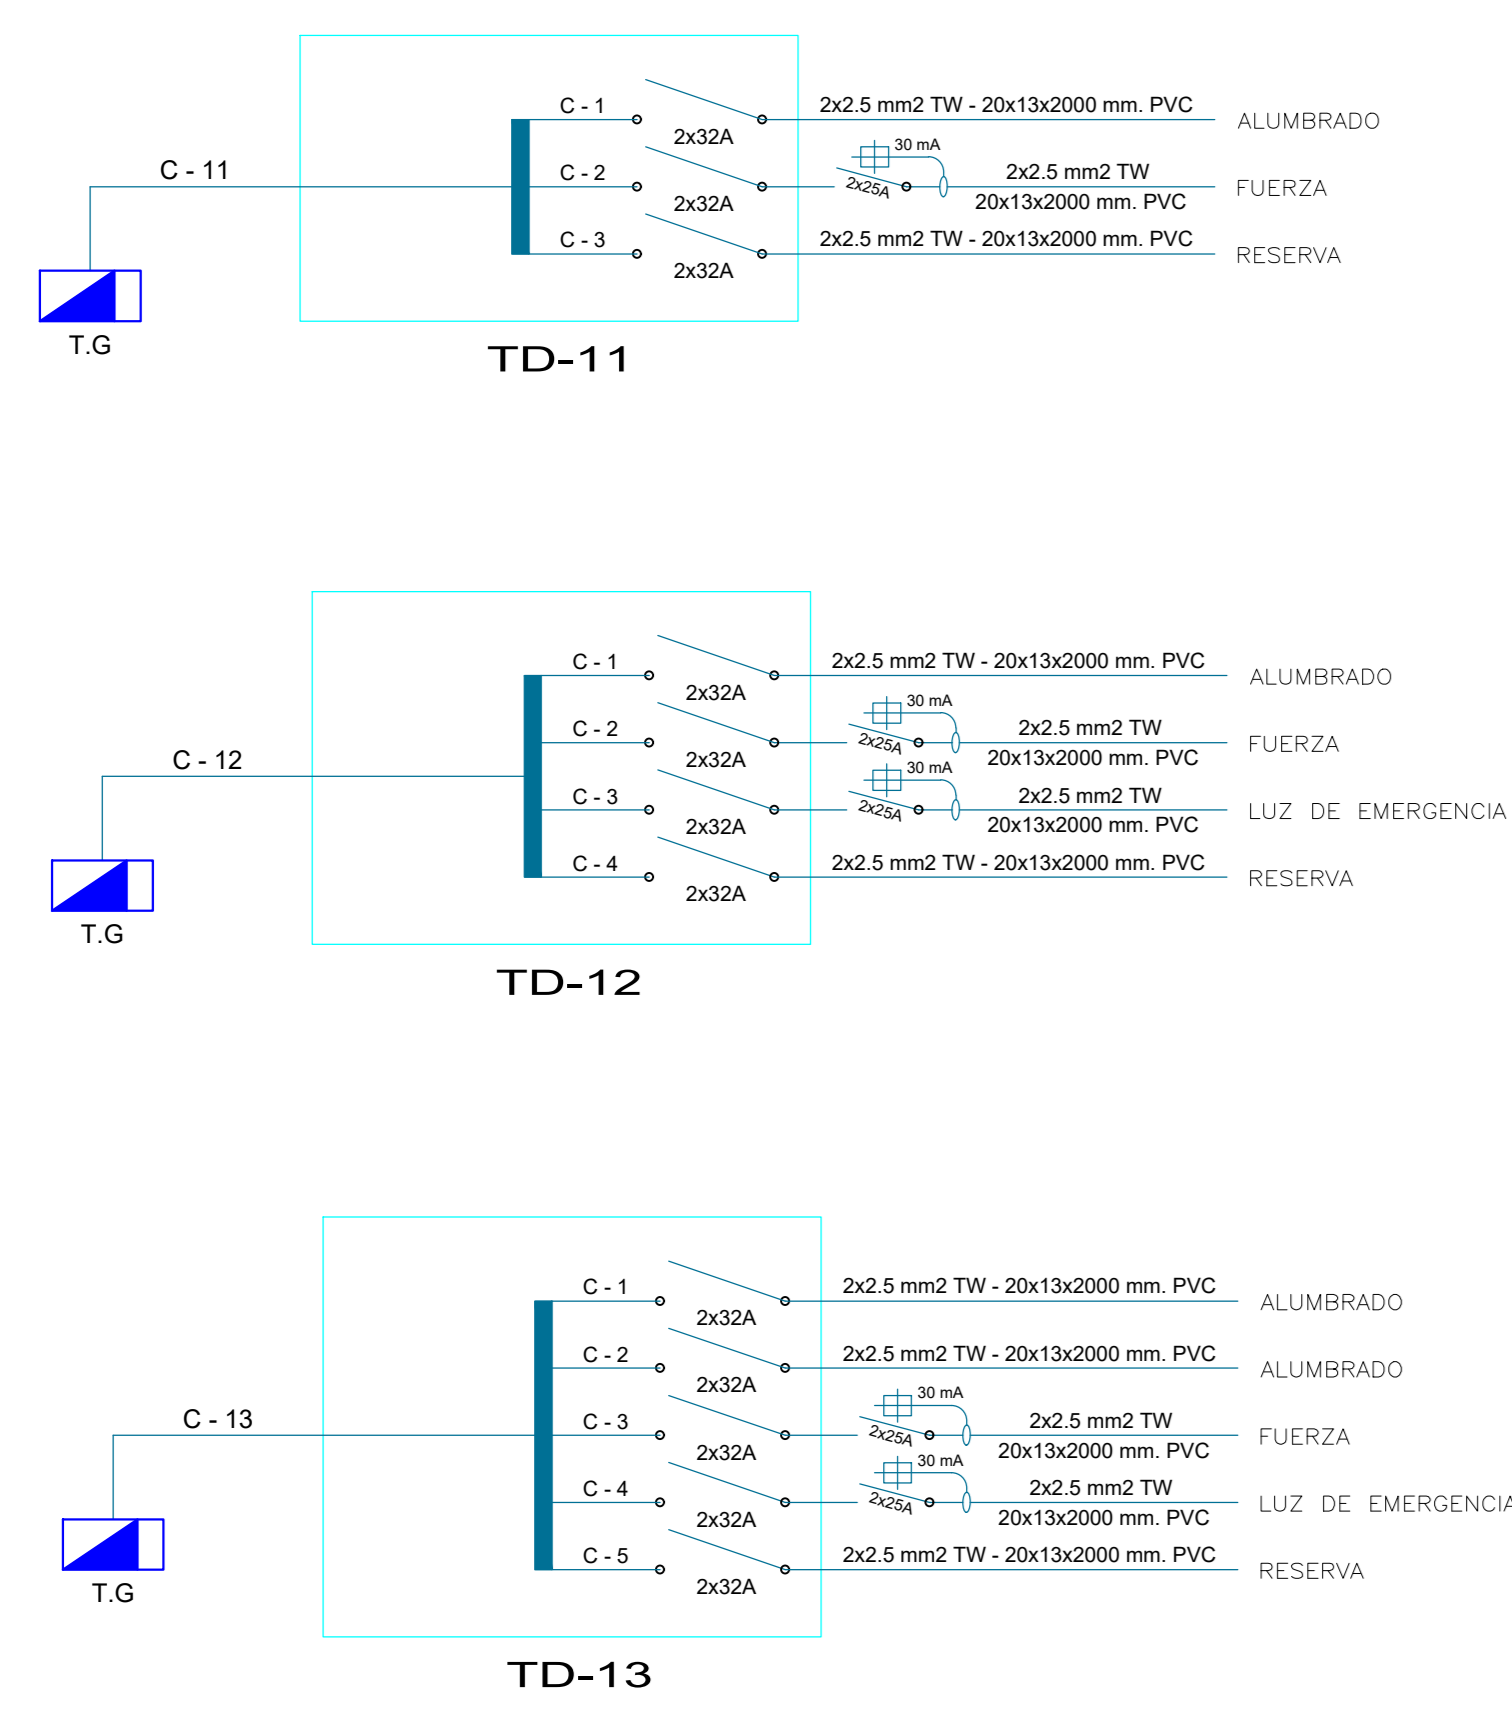 C - 1
2x2.5 mm2 TW - 20x13x2000 mm. PVC
ALUMBRADO
2x32A
30 mA
C - 11
C - 2
2x25A
2x2.5 mm2 TW
FUERZA
2x32A
20x13x2000 mm. PVC
C - 3
2x2.5 mm2 TW - 20x13x2000 mm. PVC
RESERVA
2x32A
T.G
TD-11
C - 1
2x2.5 mm2 TW - 20x13x2000 mm. PVC
ALUMBRADO
2x32A
30 mA
C - 2
2x25A
2x2.5 mm2 TW
FUERZA
C - 12
2x32A
20x13x2000 mm. PVC
30 mA
C - 3
2x25A
2x2.5 mm2 TW
LUZ DE EMERGENCIA
2x32A
20x13x2000 mm. PVC
C - 4
2x2.5 mm2 TW - 20x13x2000 mm. PVC
RESERVA
2x32A
T.G
TD-12
C - 1
2x2.5 mm2 TW - 20x13x2000 mm. PVC
ALUMBRADO
2x32A
C - 2
2x2.5 mm2 TW - 20x13x2000 mm. PVC
ALUMBRADO
2x32A
30 mA
C - 13
C - 3
2x25A
2x2.5 mm2 TW
FUERZA
2x32A
20x13x2000 mm. PVC
30 mA
C - 4
2x25A
2x2.5 mm2 TW
LUZ DE EMERGENCIA
2x32A
20x13x2000 mm. PVC
C - 5
2x2.5 mm2 TW - 20x13x2000 mm. PVC
RESERVA
2x32A
T.G
TD-13